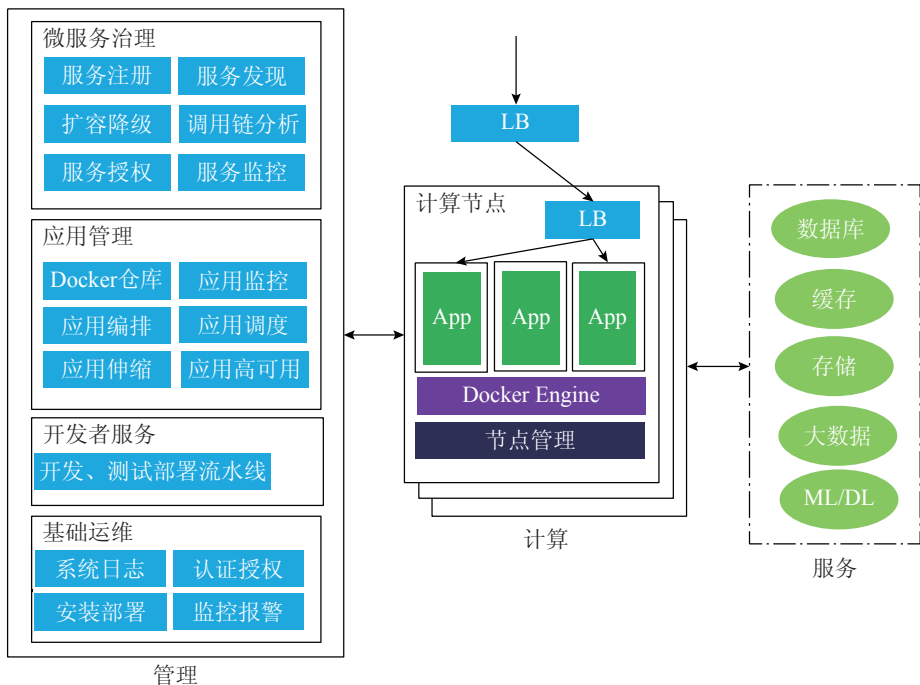 微服务治理
服务注册
服务发现
扩容降级
调用链分析
服务授权
服务监控
应用管理
Docker仓库
应用监控
应用编排
应用调度
应用伸缩
应用高可用
开发者服务
开发、测试部署流水线
基础运维
系统日志
认证授权
安装部署
监控报警
管理
LB
计算节点
LB
App
App
App
Docker Engine
节点管理
计算
数据库
缓存
存储
大数据
ML/DL
服务